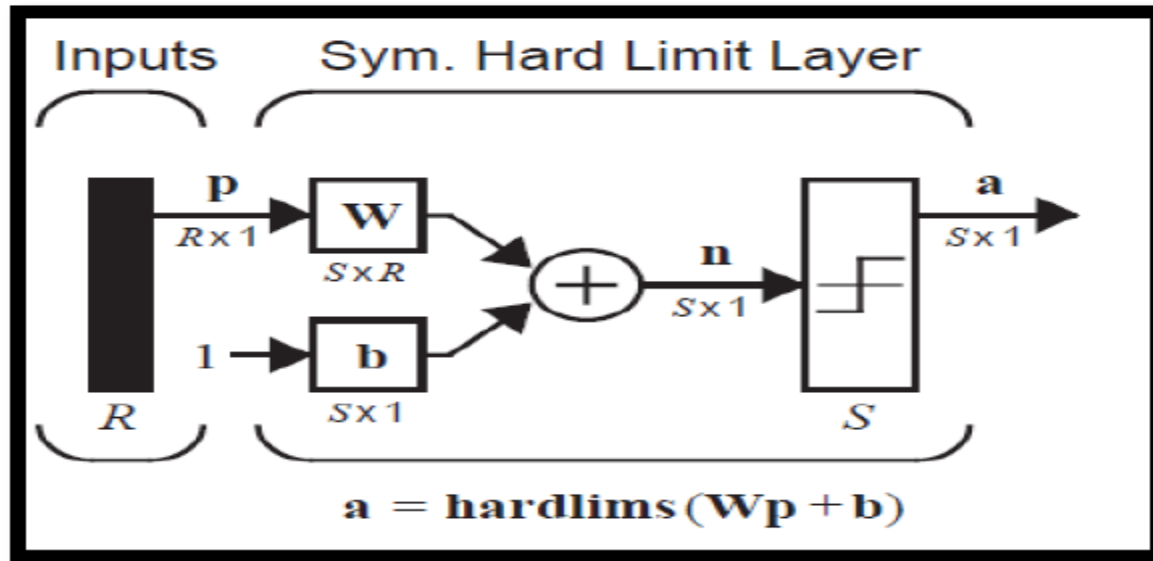 Inputs Sym. Hard Limit Layer
p a
W n
R x 1 S x R S x 1 S x 1
1 b
R S x 1 S
a = hardlims (Wp + b)